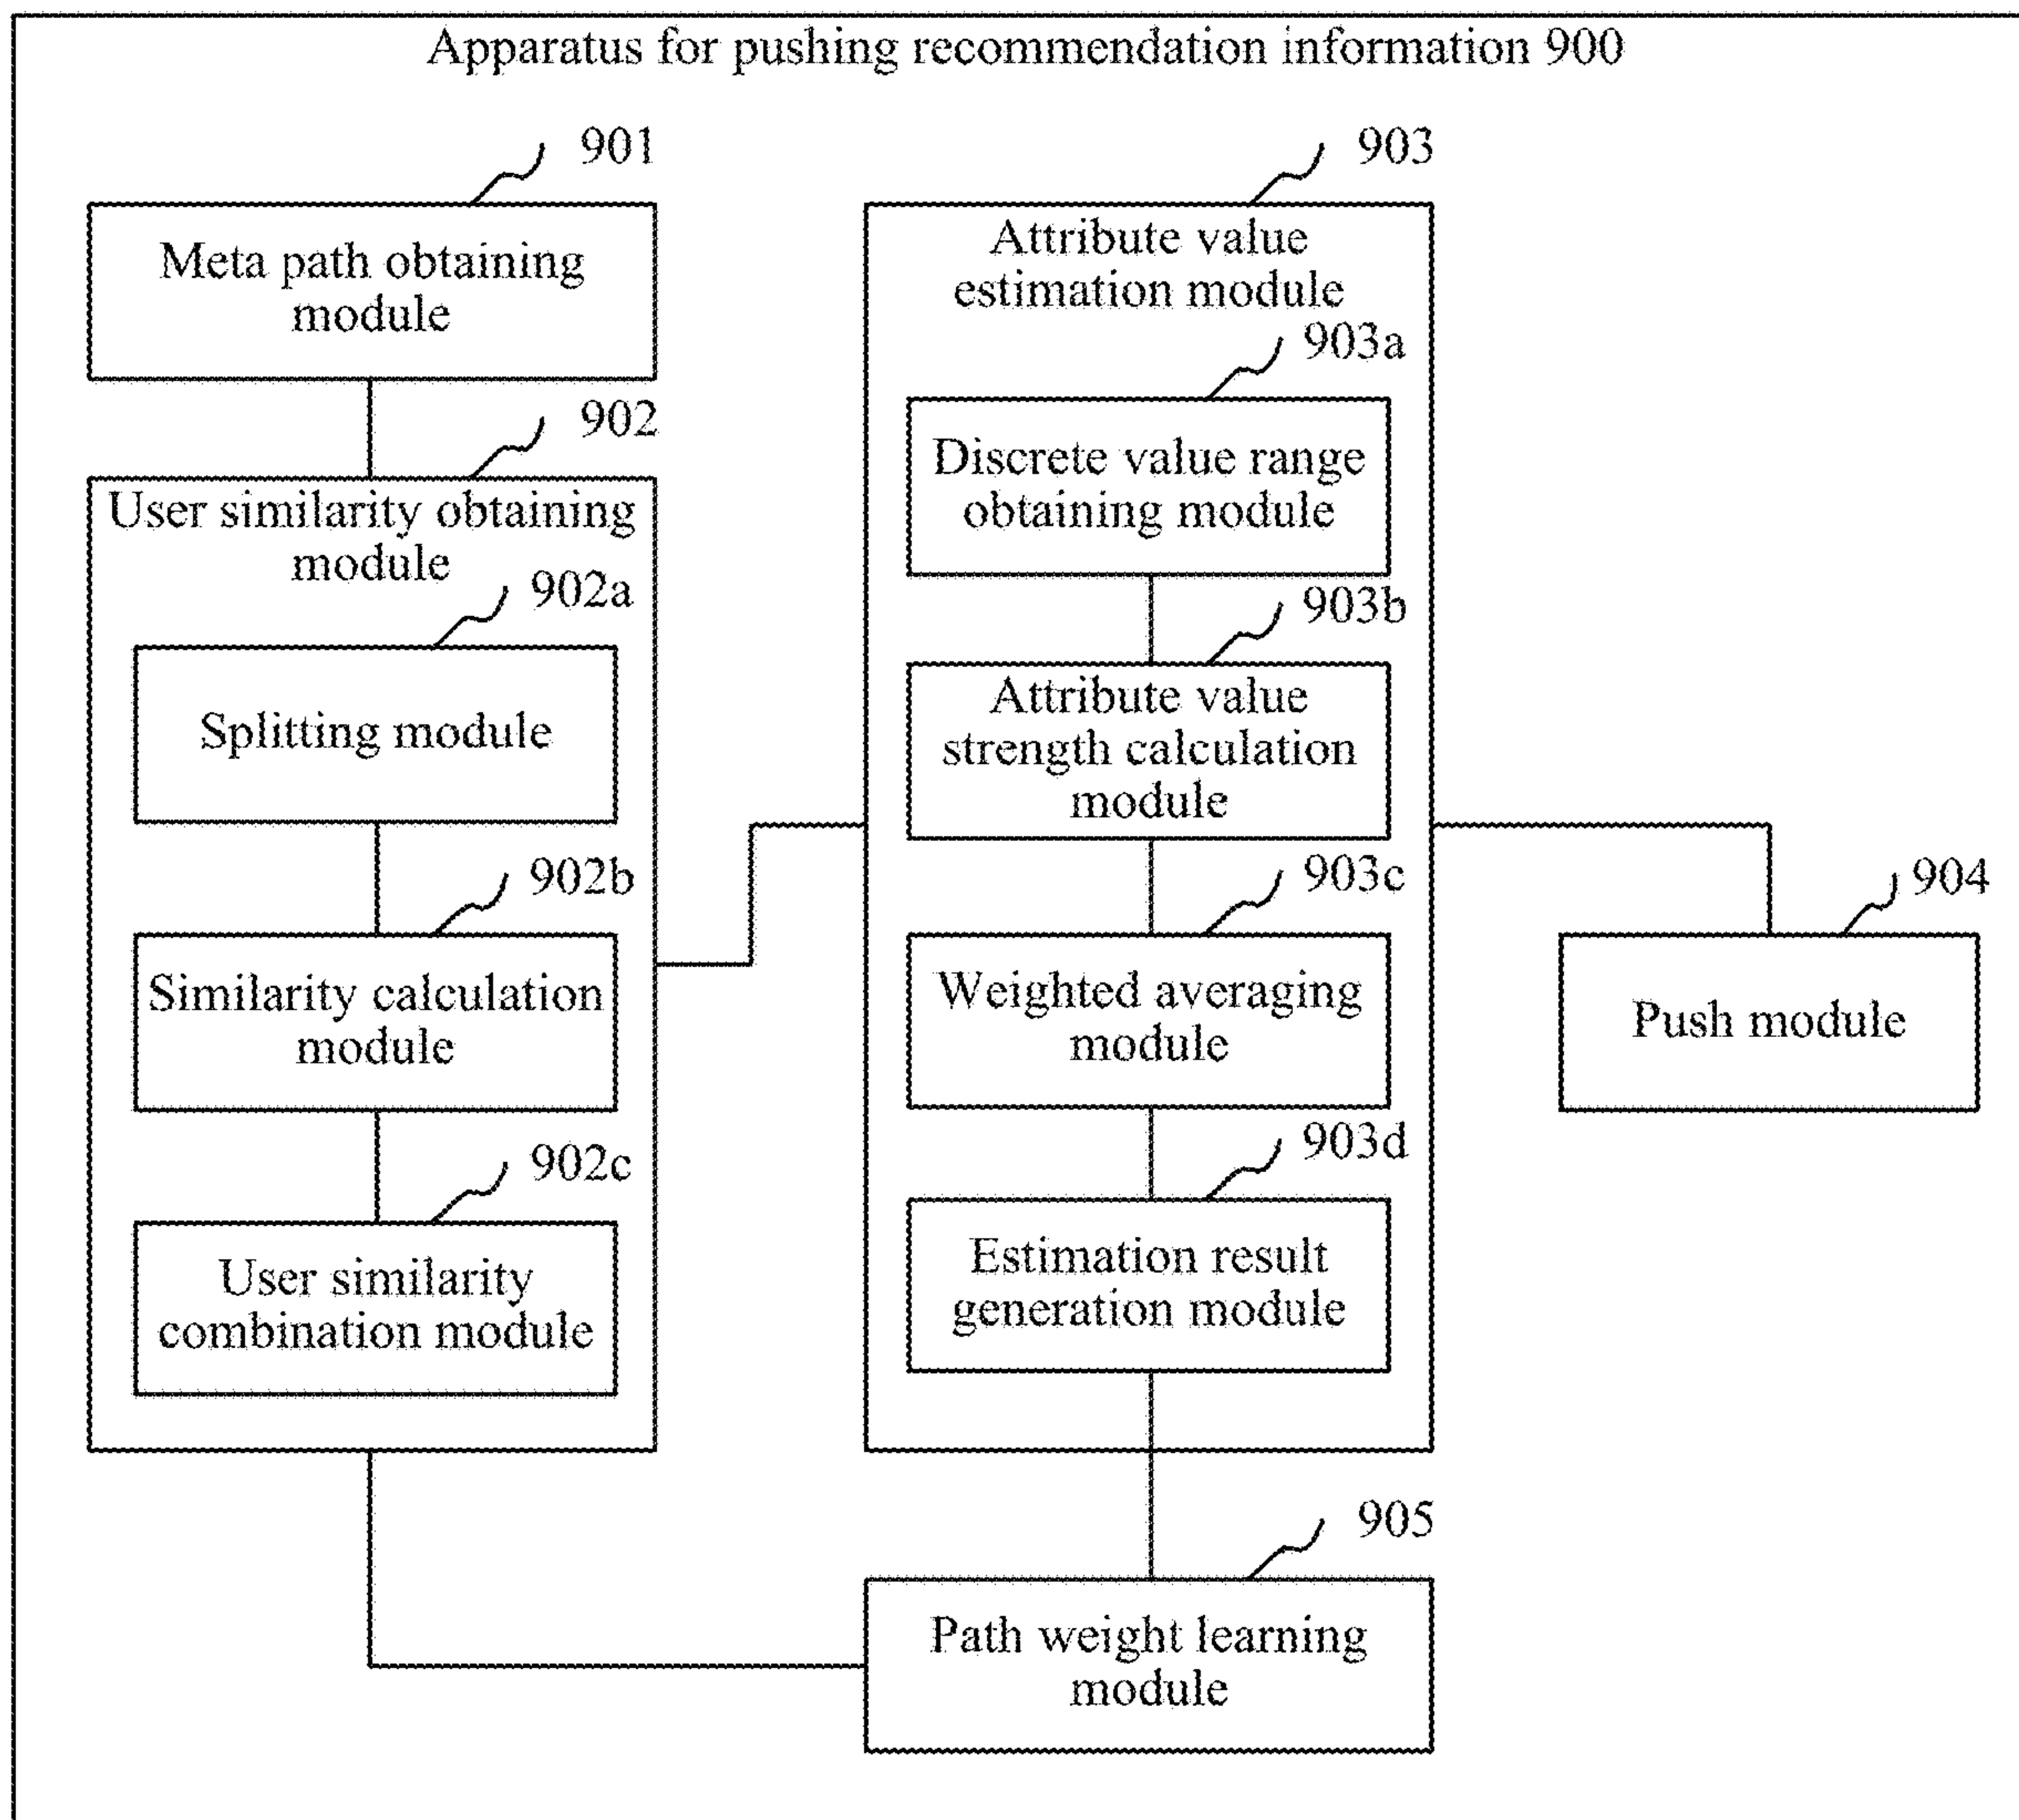 Apparatus for pushing recommendation information 900
901
Meta path obtaining
module
902
User similarity obtaining
module
902a
Splitting module
902b
Similarity calculation
module
902c
User similarity
combination module
903
Attribute value
estimation module
903a
Discrete value range
obtaining module
903b
Attribute value
strength calculation
module
903c
Weighted averaging
module
903d
Estimation result
generation module
904
Push module
905
Path weight learning
module